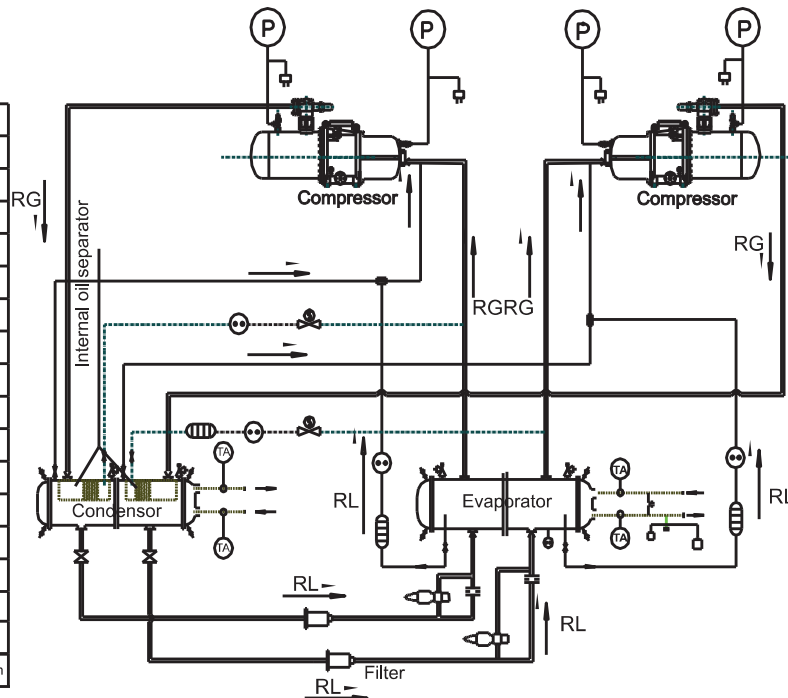 P
P
P
P
Compressor
Compressor
RG
RG
Internal oil separator
RGRG
TA
TA
Condensor
RL
Evaporator
TA
TA
RL
RL
RL
Filter
RL
n